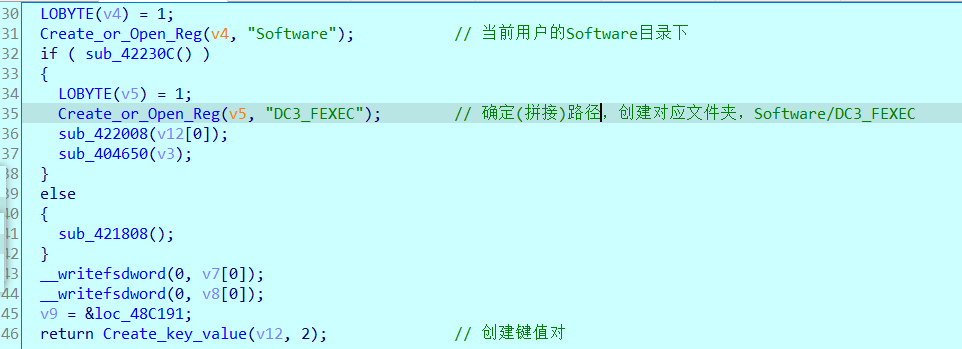 30 LOBYTE(v4) = 1;
31 Create_or_Open_Reg(v4, "Software"); // 当前用户的Software目录下
32 if ( sub_42230C() )
33 {
34 LOBYTE(v5) = 1;
35 Create_or_Open_Reg(v5, "DC3_FEXEC"); // 确定(拼接)路径，创建对应文件夹，Software/DC3_FEXEC
36 sub_422008(v12[0]);
37 sub_404650(v3);
38 }
39 else
40 {
41 sub_421808();
42 }
43 __writefsdword(0, v7[0]);
44 __writefsdword(0, v8[0]);
45 v9 = &loc_48C191;
46 return Create_key_value(v12, 2); // 创建键值对